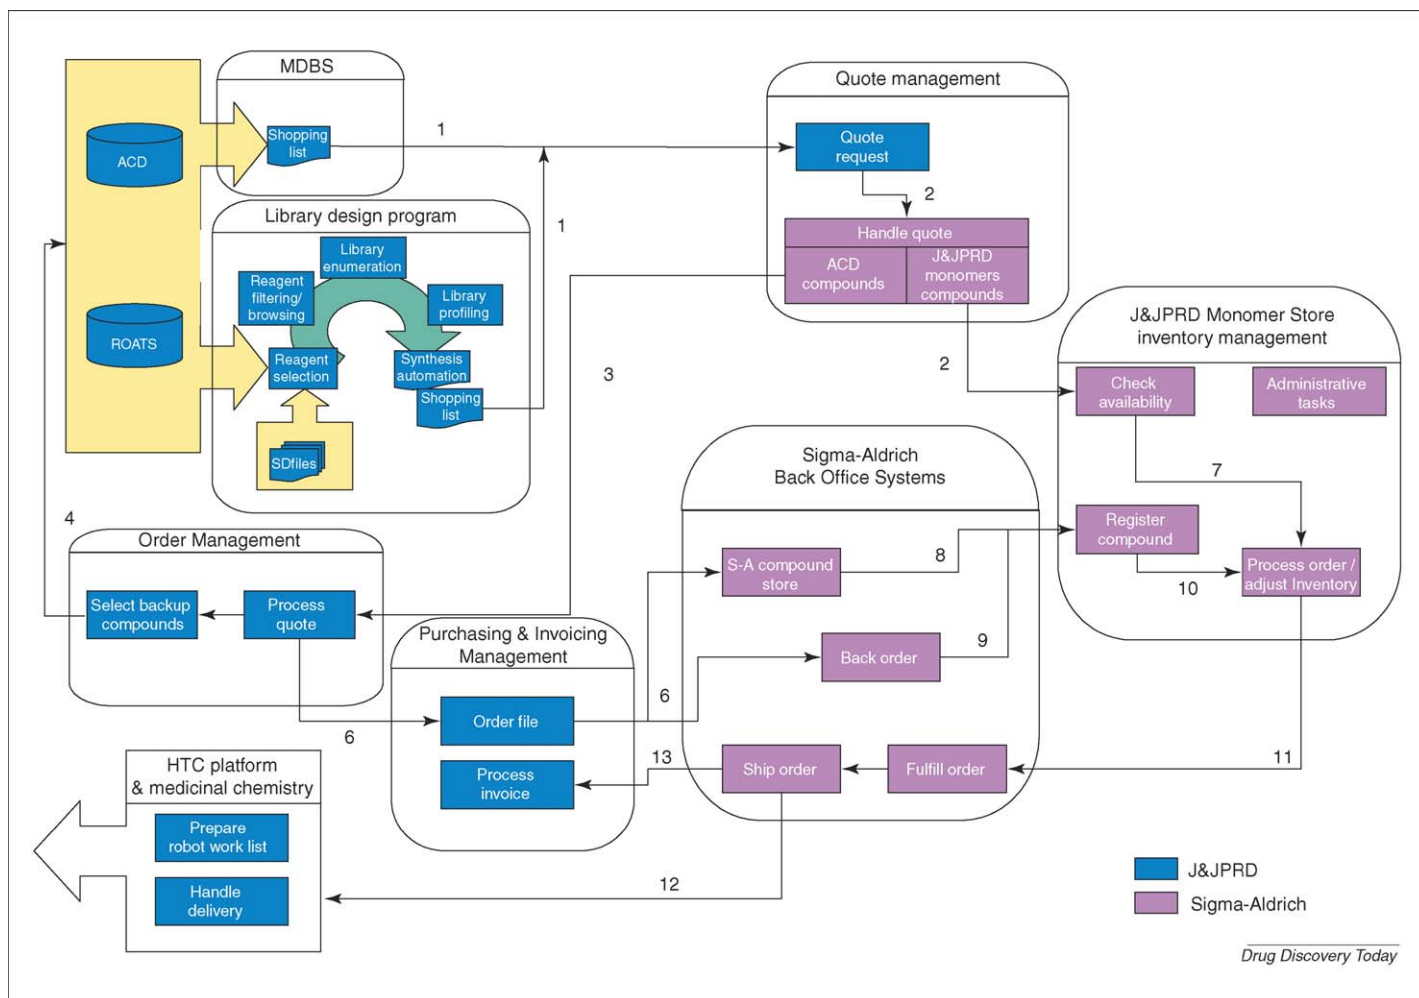 MDBS
Shopping
list
ACD
ROATS
1
Library design program
Library
enumeration
Reagent
filtering/
browsing
Library
profiling
Reagent
selection
Synthesis
automation
Shopping
list
SDfiles
1
Quote management
Quote
request
2
Handle quote
ACD
compounds
J&JPRD
monomers
compounds
2
3
J&JPRD Monomer Store
inventory management
Check
availability
Administrative
tasks
7
Register
compound
10
Process order /
adjust Inventory
Sigma-Aldrich
Back Office Systems
S-A compound
store
8
Back order
9
Ship order
Fulfill order
11
4
Order Management
Select backup
compounds
Process
quote
6
Purchasing & Invoicing
Management
Order file
6
Process
invoice
13
HTC platform
& medicinal chemistry
Prepare
robot work list
Handle
delivery
12
J&JPRD
Sigma-Aldrich
Drug Discovery Today